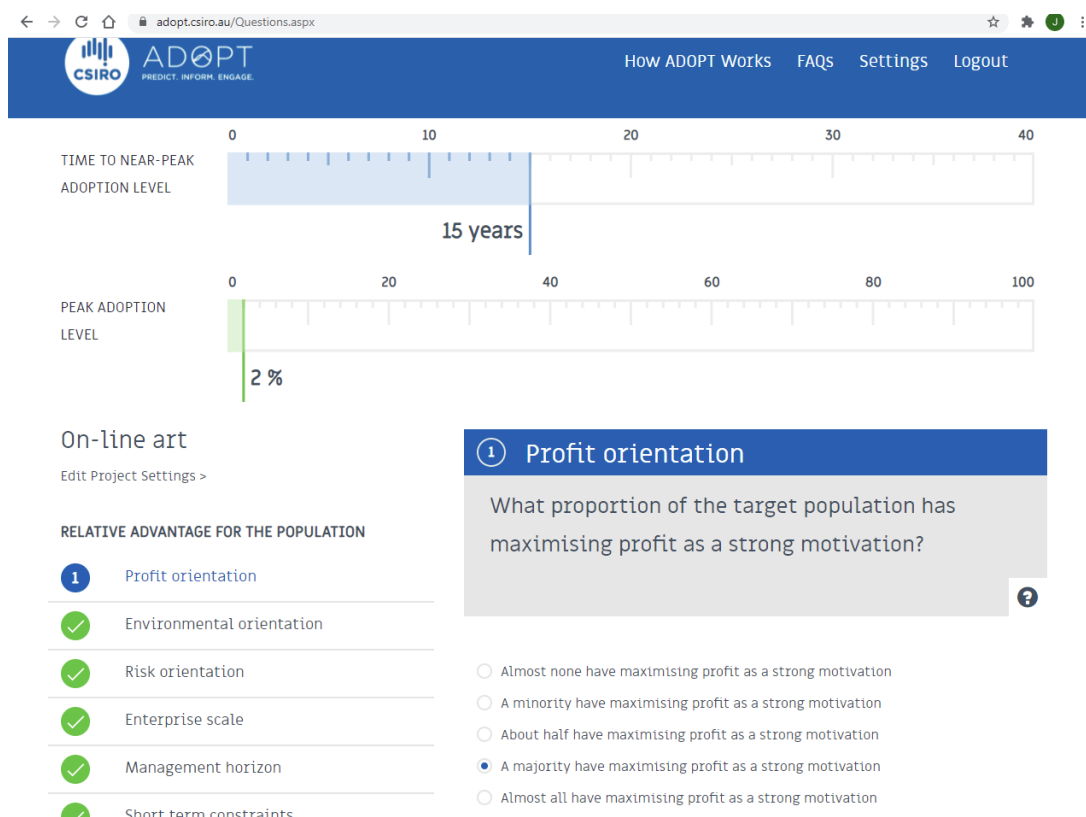 adopt.csiro.au/Questions.aspx
J
CSIRO
ADOPT
PREDICT. INFORM. ENGAGE.
How ADOPT Works FAQs Settings Logout
0 10 20 30 40
TIME TO NEAR-PEAK
ADOPTION LEVEL
15 years
0 20 40 60 80 100
PEAK ADOPTION
LEVEL
2 %
On-line art
Edit Project Settings >
RELATIVE ADVANTAGE FOR THE POPULATION
1 Profit orientation
Environmental orientation
Risk orientation
Enterprise scale
Management horizon
Short term constraints
1 Profit orientation
What proportion of the target population has
maximising profit as a strong motivation?
?
Almost none have maximising profit as a strong motivation
A minority have maximising profit as a strong motivation
About half have maximising profit as a strong motivation
A majority have maximising profit as a strong motivation
Almost all have maximising profit as a strong motivation